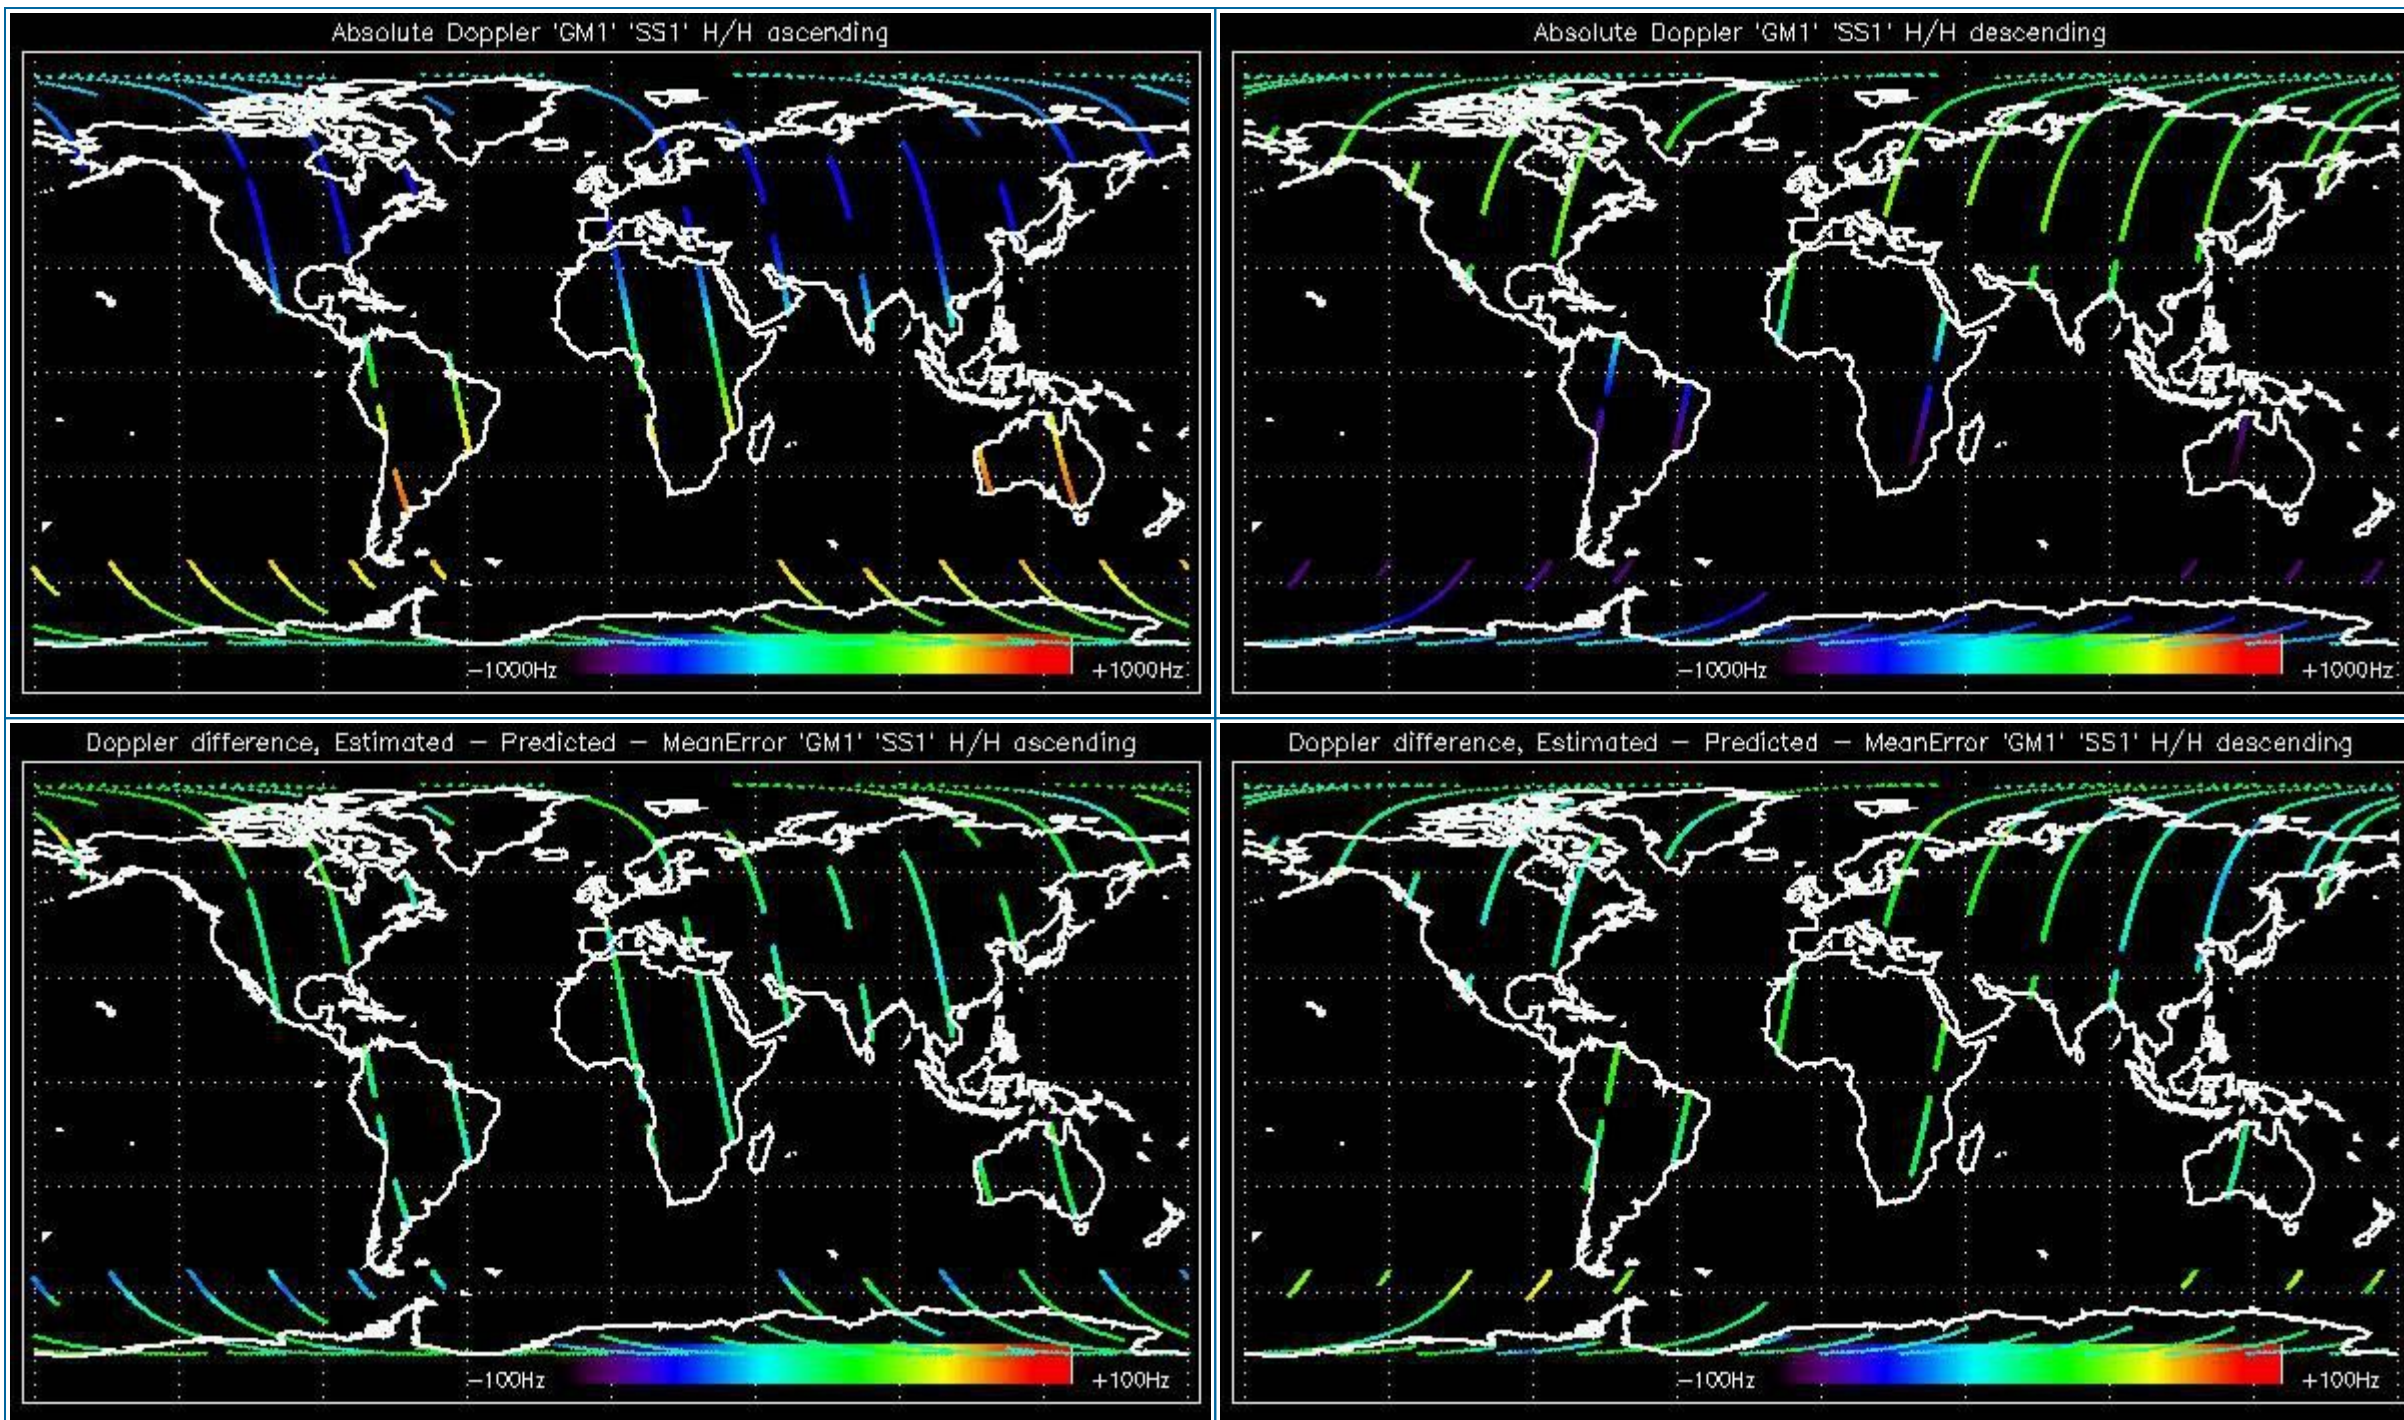 Absolute Doppler 'GM1' 'SS1' H/H ascending
−1000Hz +1000Hz
Absolute Doppler 'GM1' 'SS1' H/H descending
−1000Hz +1000Hz
Doppler difference, Estimated − Predicted − MeanError 'GM1' 'SS1' H/H ascending
−100Hz +100Hz
Doppler difference, Estimated − Predicted − MeanError 'GM1' 'SS1' H/H descending
−100Hz +100Hz